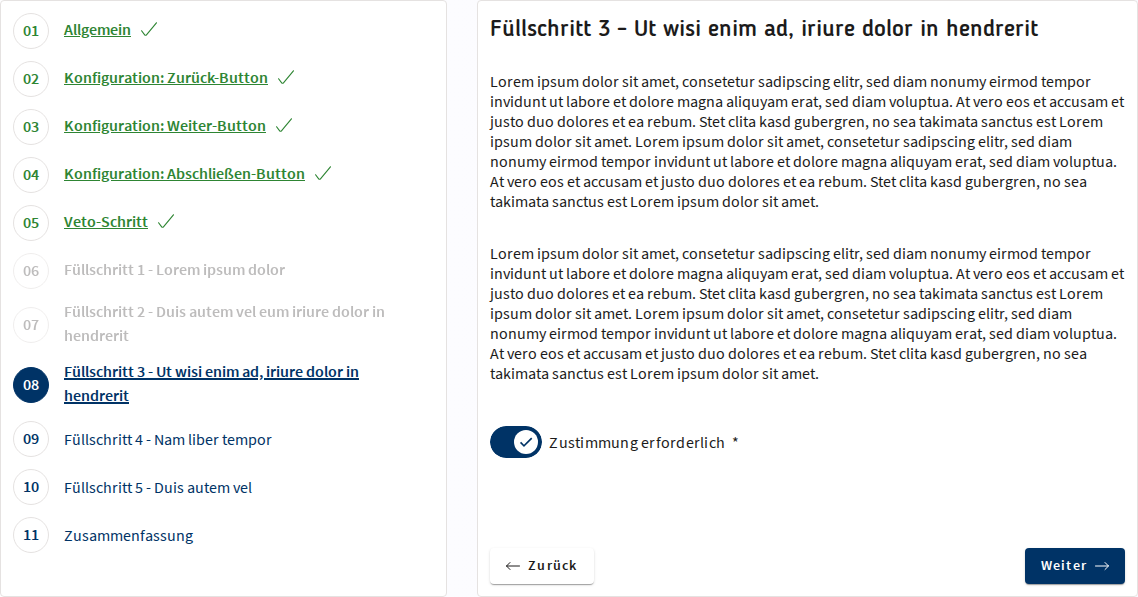 01 Allgemein
02 Konfiguration: Zurück-Button
03 Konfiguration: Weiter-Button
04 Konfiguration: Abschließen-Button
05 Veto-Schritt
06 Füllschritt 1 - Lorem ipsum dolor
07 Füllschritt 2 - Duis autem vel eum iriure dolor in
hendrerit
08 Füllschritt 3 - Ut wisi enim ad, iriure dolor in
hendrerit
09 Füllschritt 4 - Nam liber tempor
10 Füllschritt 5 - Duis autem vel
11 Zusammenfassung
Füllschritt 3 – Ut wisi enim ad, iriure dolor in hendrerit
Lorem ipsum dolor sit amet, consetetur sadipscing elitr, sed diam nonumy eirmod tempor
invidunt ut labore et dolore magna aliquyam erat, sed diam voluptua. At vero eos et accusam et
justo duo dolores et ea rebum. Stet clita kasd gubergren, no sea takimata sanctus est Lorem
ipsum dolor sit amet. Lorem ipsum dolor sit amet, consetetur sadipscing elitr, sed diam
nonumy eirmod tempor invidunt ut labore et dolore magna aliquyam erat, sed diam voluptua.
At vero eos et accusam et justo duo dolores et ea rebum. Stet clita kasd gubergren, no sea
takimata sanctus est Lorem ipsum dolor sit amet.
Lorem ipsum dolor sit amet, consetetur sadipscing elitr, sed diam nonumy eirmod tempor
invidunt ut labore et dolore magna aliquyam erat, sed diam voluptua. At vero eos et accusam et
justo duo dolores et ea rebum. Stet clita kasd gubergren, no sea takimata sanctus est Lorem
ipsum dolor sit amet. Lorem ipsum dolor sit amet, consetetur sadipscing elitr, sed diam
nonumy eirmod tempor invidunt ut labore et dolore magna aliquyam erat, sed diam voluptua.
At vero eos et accusam et justo duo dolores et ea rebum. Stet clita kasd gubergren, no sea
takimata sanctus est Lorem ipsum dolor sit amet.
Zustimmung erforderlich *
Zurück
Weiter